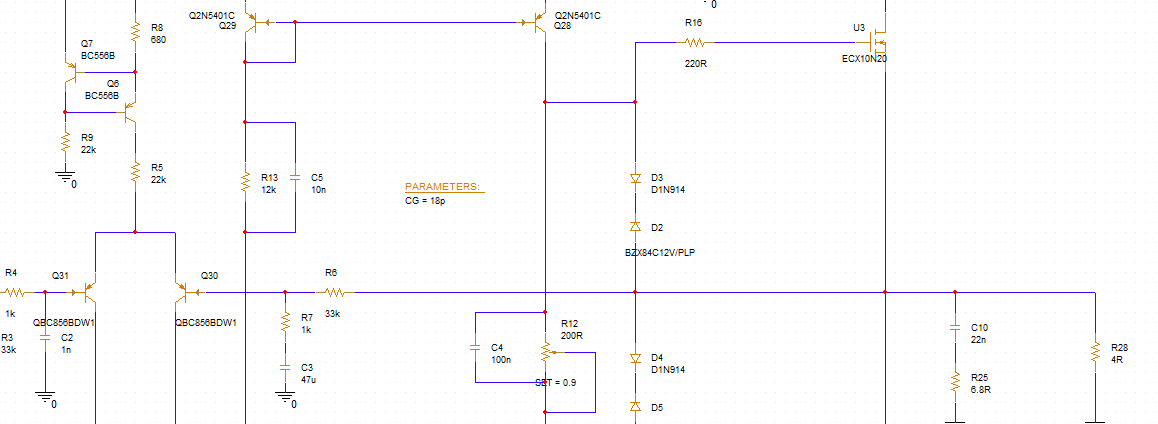 0
R8
680
Q2N5401C
Q29
Q2N5401C
Q28
R16
220R
U3
ECX10N20
Q7
BC556B
Q6
BC556B
R9
22k
0
R5
22k
R13
12k
C5
10n
PARAMETERS:
CG = 18p
D3
D1N914
D2
BZX84C12V/PLP
R4
1k
Q31
QBC856BDW1
Q30
QBC856BDW1
R6
33k
R3
33k
C2
1n
0
R7
1k
C3
47u
0
C4
100n
R12
200R
SET = 0.9
D4
D1N914
D5
C10
22n
R25
6.8R
R28
4R